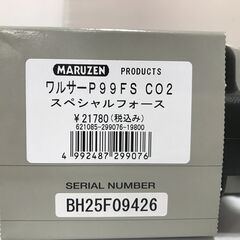 MARUZEN PRODUCTS
ワルサーP99FS CO2
スペシャルフォース
￥21780(税込み)
621085-299076-19800
4 992487 299076
SERIAL NUMBER
BH25F09426